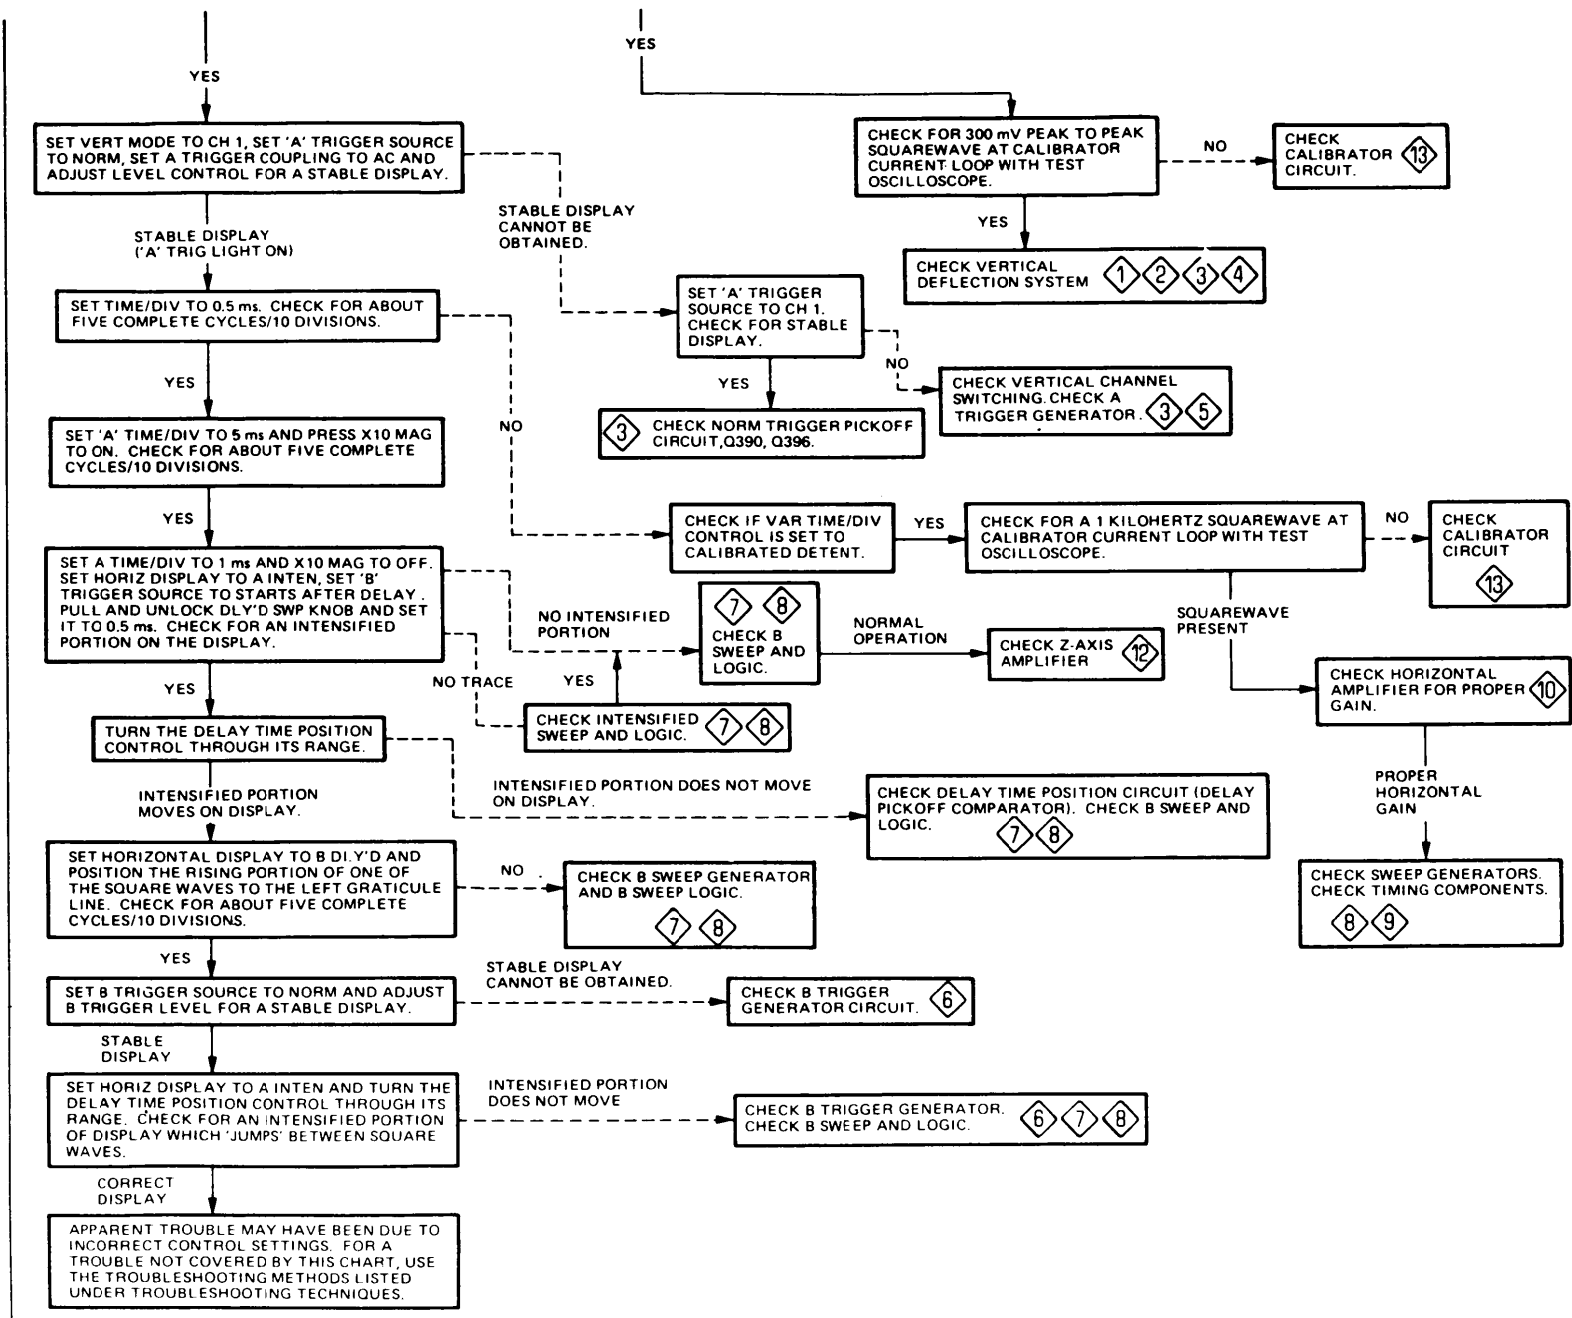 YES
SET VERT MODE TO CH 1, SET 'A' TRIGGER SOURCE
TO NORM, SET A TRIGGER COUPLING TO AC AND
ADJUST LEVEL CONTROL FOR A STABLE DISPLAY.
STABLE DISPLAY
CANNOT BE
OBTAINED.
STABLE DISPLAY
('A' TRIG LIGHT ON)
SET TIME/DIV TO 0.5 ms. CHECK FOR ABOUT
FIVE COMPLETE CYCLES/10 DIVISIONS.
YES
NO
SET 'A' TIME/DIV TO 5 ms AND PRESS X10 MAG
TO ON. CHECK FOR ABOUT FIVE COMPLETE
CYCLES/10 DIVISIONS.
YES
SET A TIME/DIV TO 1 ms AND X10 MAG TO OFF.
SET HORIZ DISPLAY TO A INTEN, SET 'B'
TRIGGER SOURCE TO STARTS AFTER DELAY.
PULL AND UNLOCK DLY'D SWP KNOB AND SET
IT TO 0.5 ms. CHECK FOR AN INTENSIFIED
PORTION ON THE DISPLAY.
YES
TURN THE DELAY TIME POSITION
CONTROL THROUGH ITS RANGE.
INTENSIFIED PORTION
MOVES ON DISPLAY.
SET HORIZONTAL DISPLAY TO B DLY'D AND
POSITION THE RISING PORTION OF ONE OF
THE SQUARE WAVES TO THE LEFT GRATICULE
LINE. CHECK FOR ABOUT FIVE COMPLETE
CYCLES/10 DIVISIONS.
YES
SET B TRIGGER SOURCE TO NORM AND ADJUST
B TRIGGER LEVEL FOR A STABLE DISPLAY.
STABLE
DISPLAY
SET HORIZ DISPLAY TO A INTEN AND TURN THE
DELAY TIME POSITION CONTROL THROUGH ITS
RANGE. CHECK FOR AN INTENSIFIED PORTION
OF DISPLAY WHICH 'JUMPS' BETWEEN SQUARE
WAVES.
CORRECT
DISPLAY
APPARENT TROUBLE MAY HAVE BEEN DUE TO
INCORRECT CONTROL SETTINGS. FOR A
TROUBLE NOT COVERED BY THIS CHART, USE
THE TROUBLESHOOTING METHODS LISTED
UNDER TROUBLESHOOTING TECHNIQUES.
YES
CHECK FOR 300 mV PEAK TO PEAK
SQUAREWAVE AT CALIBRATOR
CURRENT LOOP WITH TEST
OSCILLOSCOPE.
NO
CHECK
CALIBRATOR
CIRCUIT.
13
YES
CHECK VERTICAL
DEFLECTION SYSTEM
1 2 3 4
SET 'A' TRIGGER
SOURCE TO CH 1.
CHECK FOR STABLE
DISPLAY.
YES
NO
3 CHECK NORM TRIGGER PICKOFF
CIRCUIT,Q390, Q396.
CHECK VERTICAL CHANNEL
SWITCHING. CHECK A
TRIGGER GENERATOR. 3 5
CHECK IF VAR TIME/DIV
CONTROL IS SET TO
CALIBRATED DETENT.
YES
CHECK FOR A 1 KILOHERTZ SQUAREWAVE AT
CALIBRATOR CURRENT LOOP WITH TEST
OSCILLOSCOPE.
NO
CHECK
CALIBRATOR
CIRCUIT
13
SQUAREWAVE
PRESENT
NO INTENSIFIED
PORTION
7 8
CHECK B
SWEEP AND
LOGIC.
NORMAL
OPERATION
CHECK Z-AXIS
AMPLIFIER 12
NO TRACE
YES
CHECK INTENSIFIED
SWEEP AND LOGIC. 7 8
CHECK HORIZONTAL
AMPLIFIER FOR PROPER
GAIN.
10
PROPER
HORIZONTAL
GAIN
CHECK SWEEP GENERATORS.
CHECK TIMING COMPONENTS.
8 9
INTENSIFIED PORTION DOES NOT MOVE
ON DISPLAY.
CHECK DELAY TIME POSITION CIRCUIT (DELAY
PICKOFF COMPARATOR). CHECK B SWEEP AND
LOGIC. 7 8
NO
CHECK B SWEEP GENERATOR
AND B SWEEP LOGIC.
7 8
STABLE DISPLAY
CANNOT BE OBTAINED.
CHECK B TRIGGER
GENERATOR CIRCUIT. 6
INTENSIFIED PORTION
DOES NOT MOVE
CHECK B TRIGGER GENERATOR.
CHECK B SWEEP AND LOGIC. 6 7 8